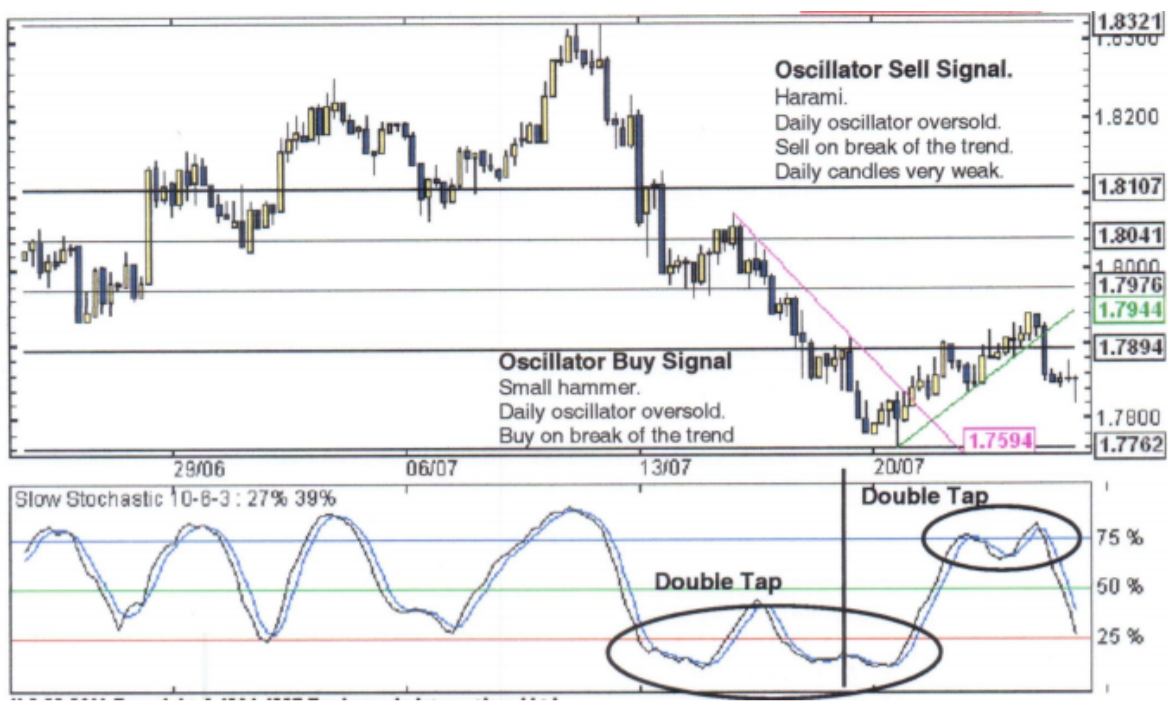 1.8321
1.8300
Oscillator Sell Signal.
Harami.
Daily oscillator oversold.
Sell on break of the trend.
Daily candles very weak.
1.8200
1.8107
1.8041
1.8000
1.7976
1.7944
1.7894
Oscillator Buy Signal
Small hammer.
Daily oscillator oversold.
Buy on break of the trend
1.7800
1.7594
1.7762
29/06 06/07 13/07 20/07
Slow Stochastic 10-6-3 : 27% 39%
Double Tap
75 %
Double Tap
50 %
25 %